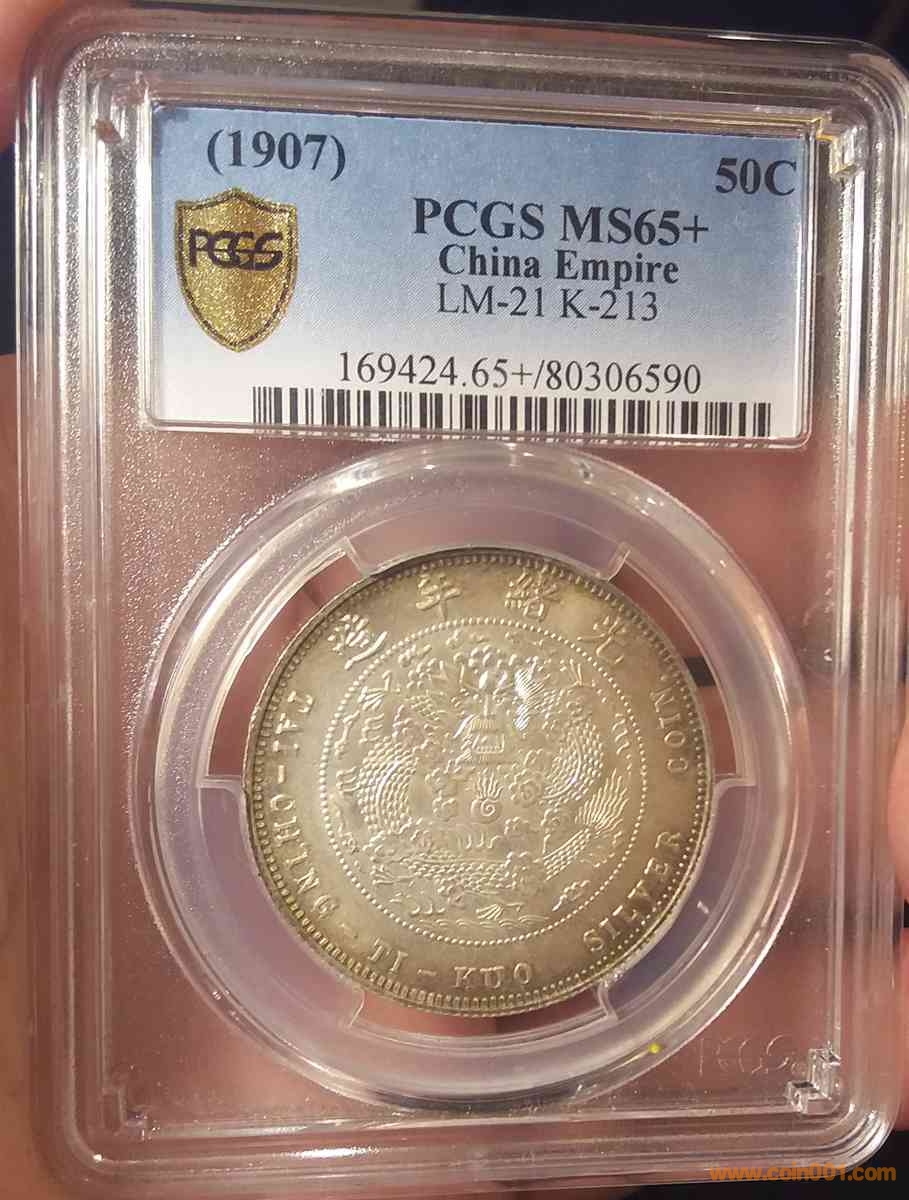 (1907)
50C
PCGS MS65+
China Empire
LM-21 K-213
PCGS
169424.65+/80306590
光緒年造
TAI-CHING-TI-KUO SILVER COIN
PCGS
www.coin001.com